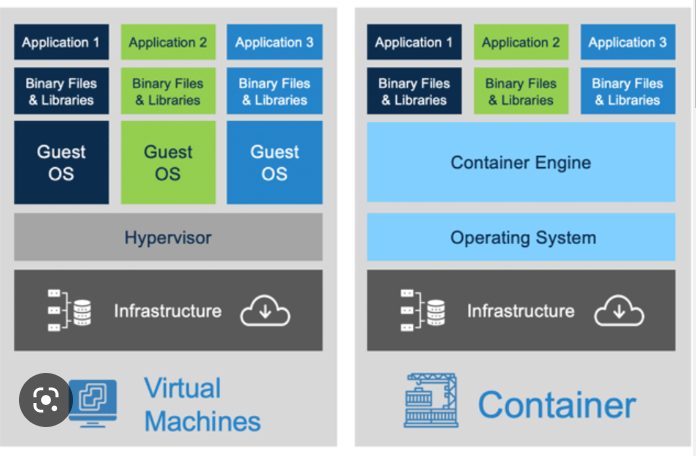 Application 1
Application 2
Application 3
Binary Files
& Libraries
Binary Files
& Libraries
Binary Files
& Libraries
Guest
OS
Guest
OS
Guest
OS
Hypervisor
Infrastructure
Virtual
Machines
Application 1
Application 2
Application 3
Binary Files
& Libraries
Binary Files
& Libraries
Binary Files
& Libraries
Container Engine
Operating System
Infrastructure
Container